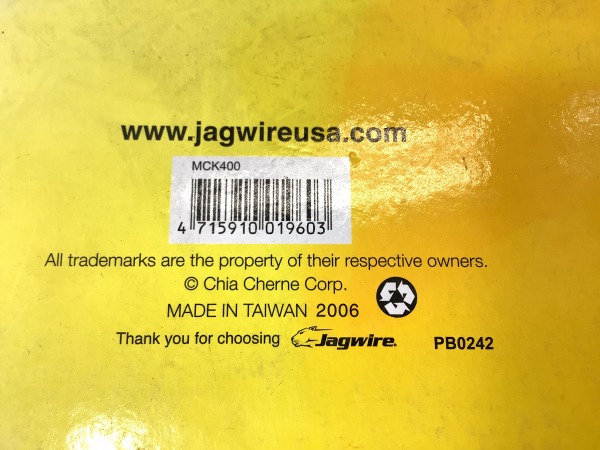 www.jagwireusa.com
MCK400
4 715910 019603
All trademarks are the property of their respective owners.
© Chia Cherne Corp.
MADE IN TAIWAN 2006
Thank you for choosing Jagwire. PB0242